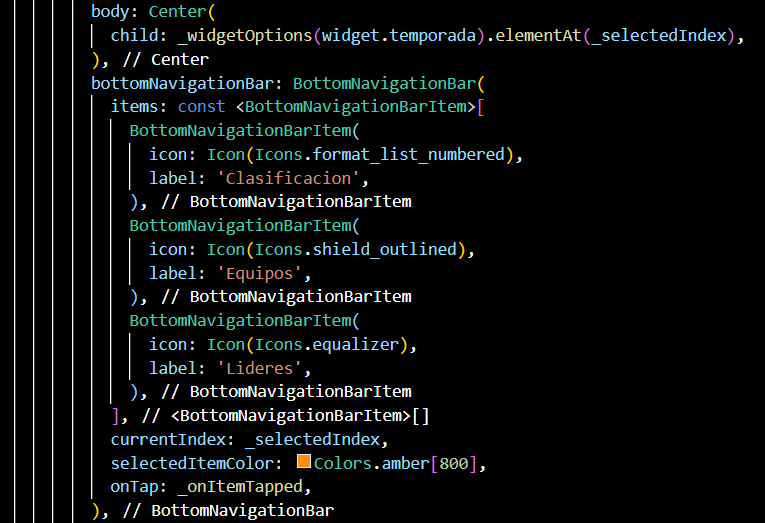 body: Center(
child: _widgetOptions(widget.temporada).elementAt(_selectedIndex),
), // Center
bottomNavigationBar: BottomNavigationBar(
items: const <BottomNavigationBarItem>[
BottomNavigationBarItem(
icon: Icon(Icons.format_list_numbered),
label: 'Clasificacion',
), // BottomNavigationBarItem
BottomNavigationBarItem(
icon: Icon(Icons.shield_outlined),
label: 'Equipos',
), // BottomNavigationBarItem
BottomNavigationBarItem(
icon: Icon(Icons.equalizer),
label: 'Lideres',
), // BottomNavigationBarItem
], // <BottomNavigationBarItem>[]
currentIndex: _selectedIndex,
selectedItemColor: Colors.amber[800],
onTap: _onItemTapped,
), // BottomNavigationBar